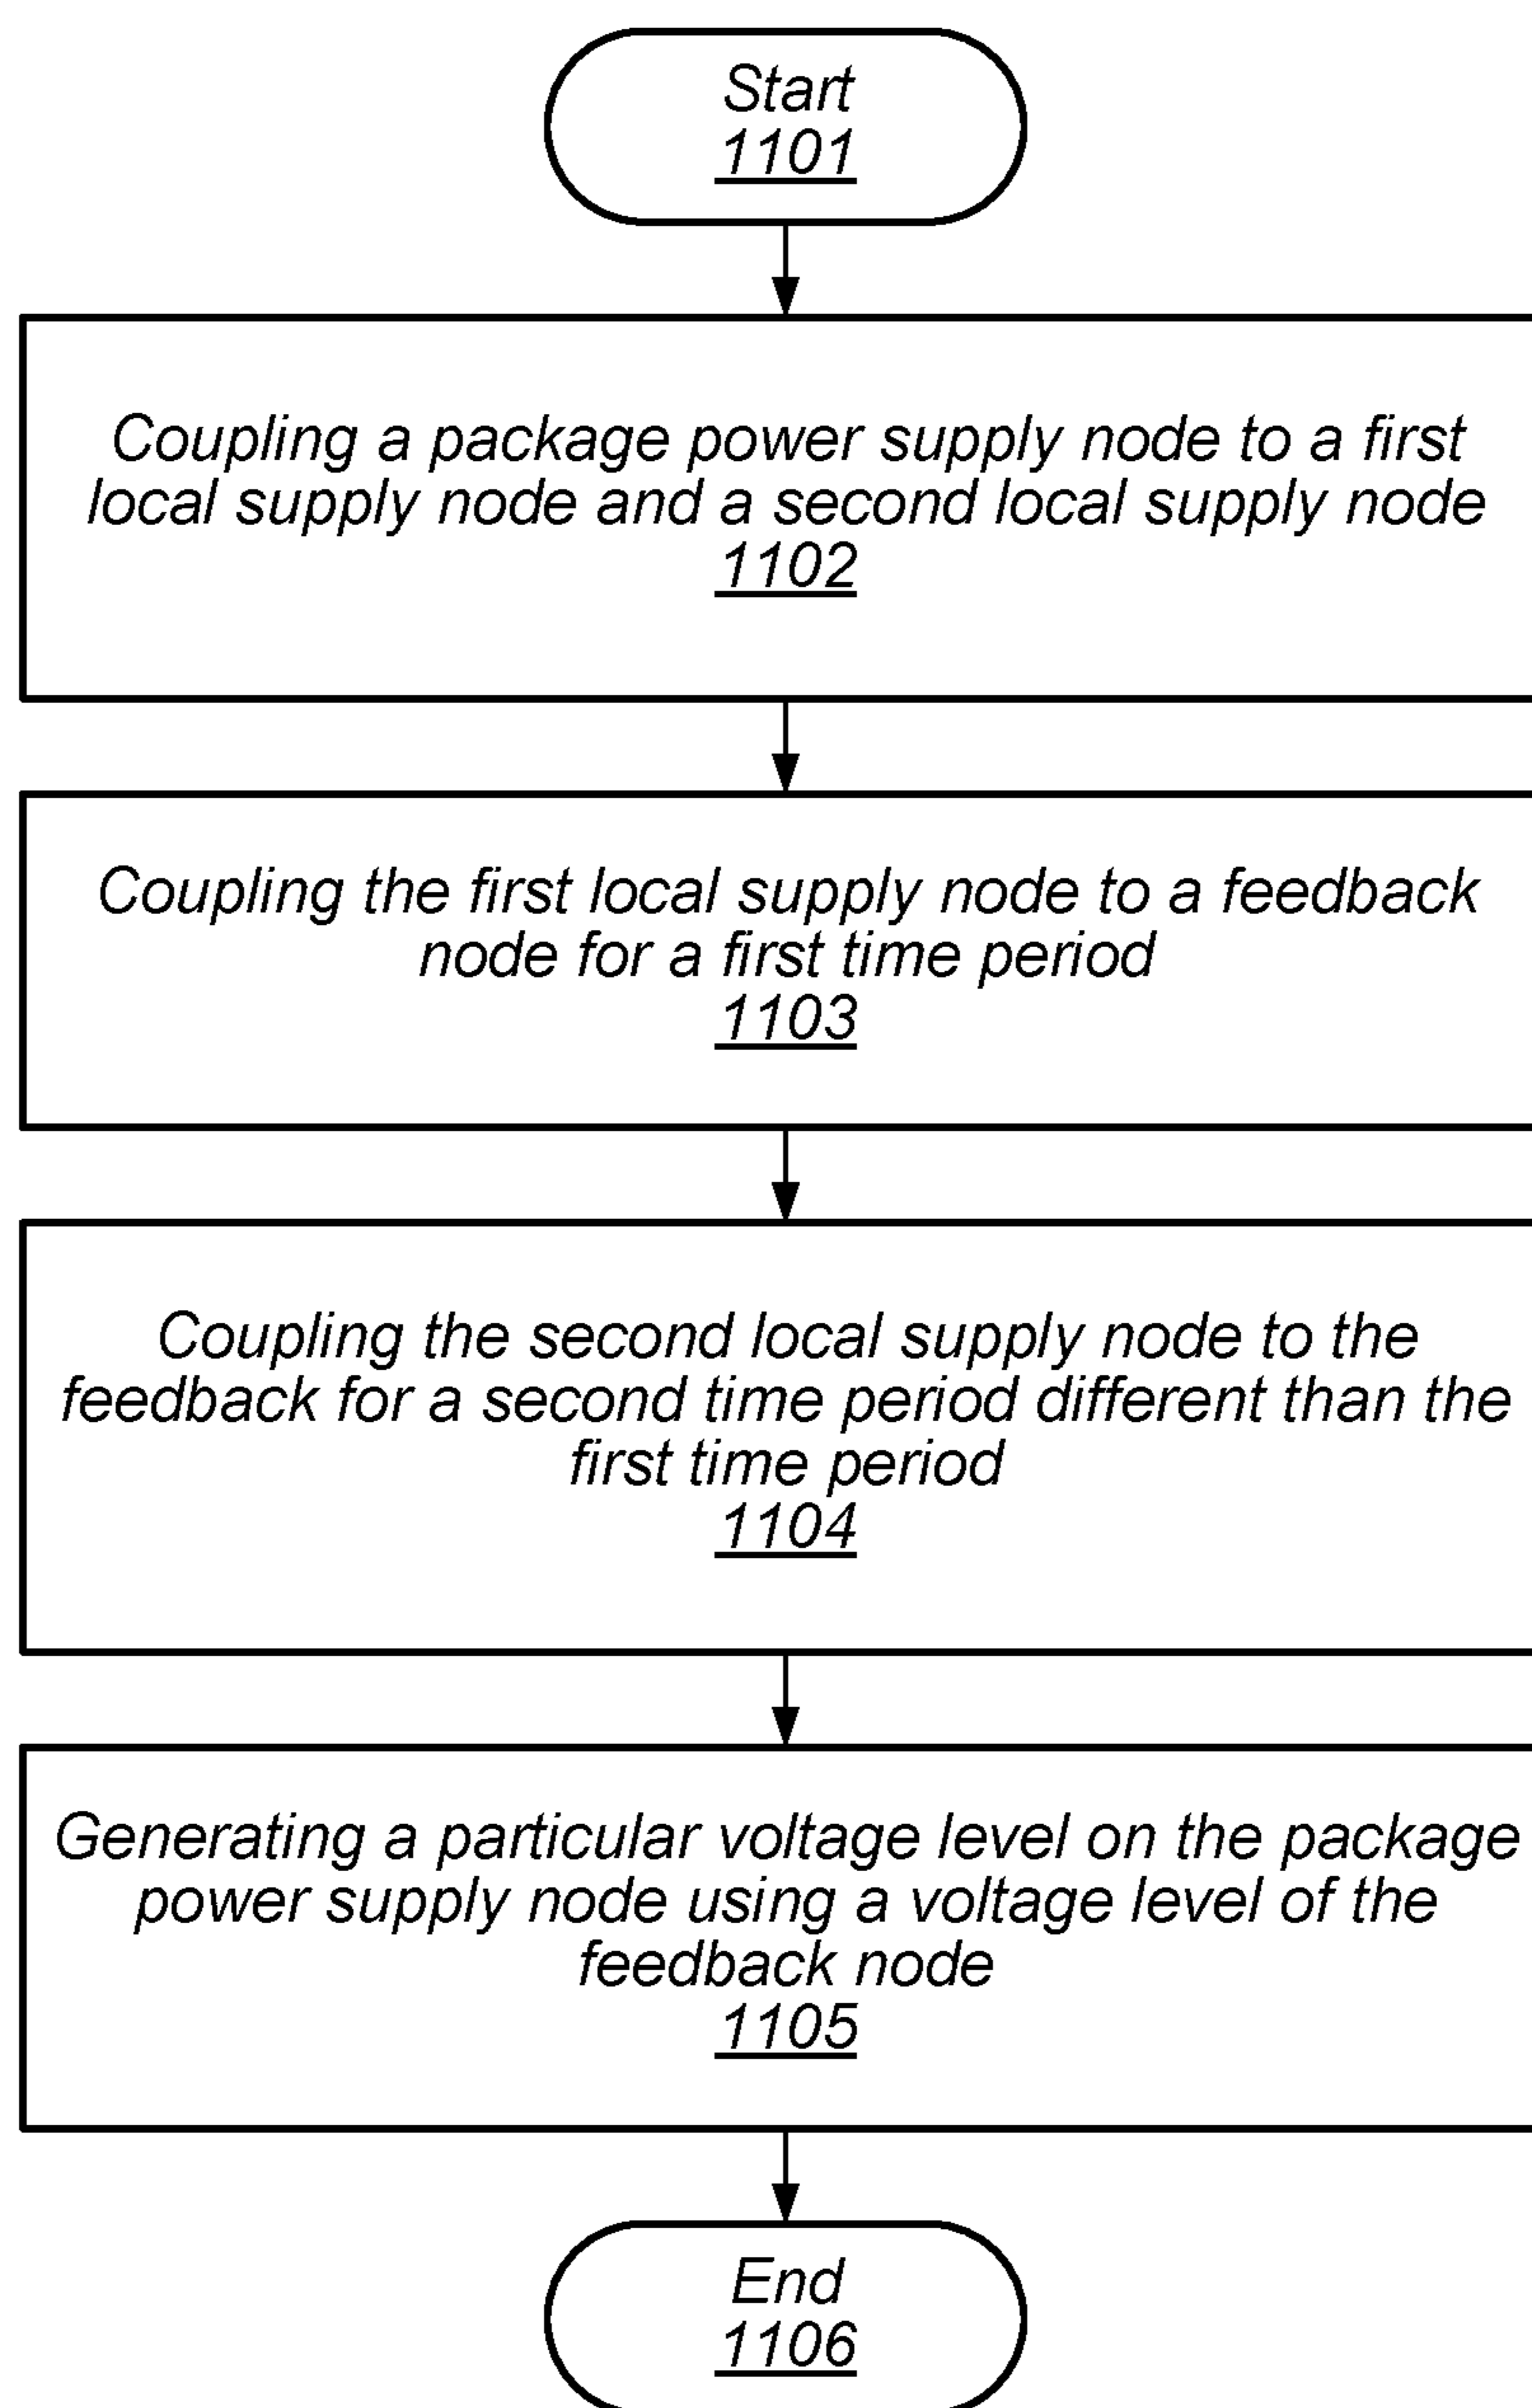 Start
1101
Coupling a package power supply node to a first
local supply node and a second local supply node
1102
Coupling the first local supply node to a feedback
node for a first time period
1103
Coupling the second local supply node to the
feedback for a second time period different than the
first time period
1104
Generating a particular voltage level on the package
power supply node using a voltage level of the
feedback node
1105
End
1106